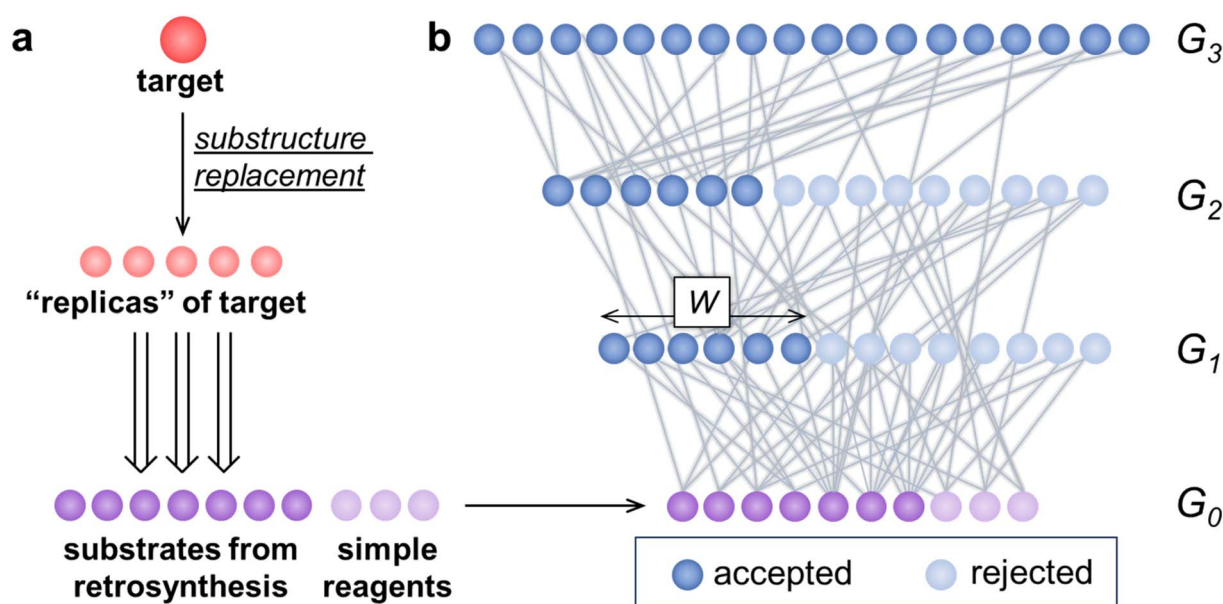 a
target
substructure
replacement
"replicas" of target
substrates from
retrosynthesis
simple
reagents
b
G3
G2
W
G1
G0
accepted
rejected